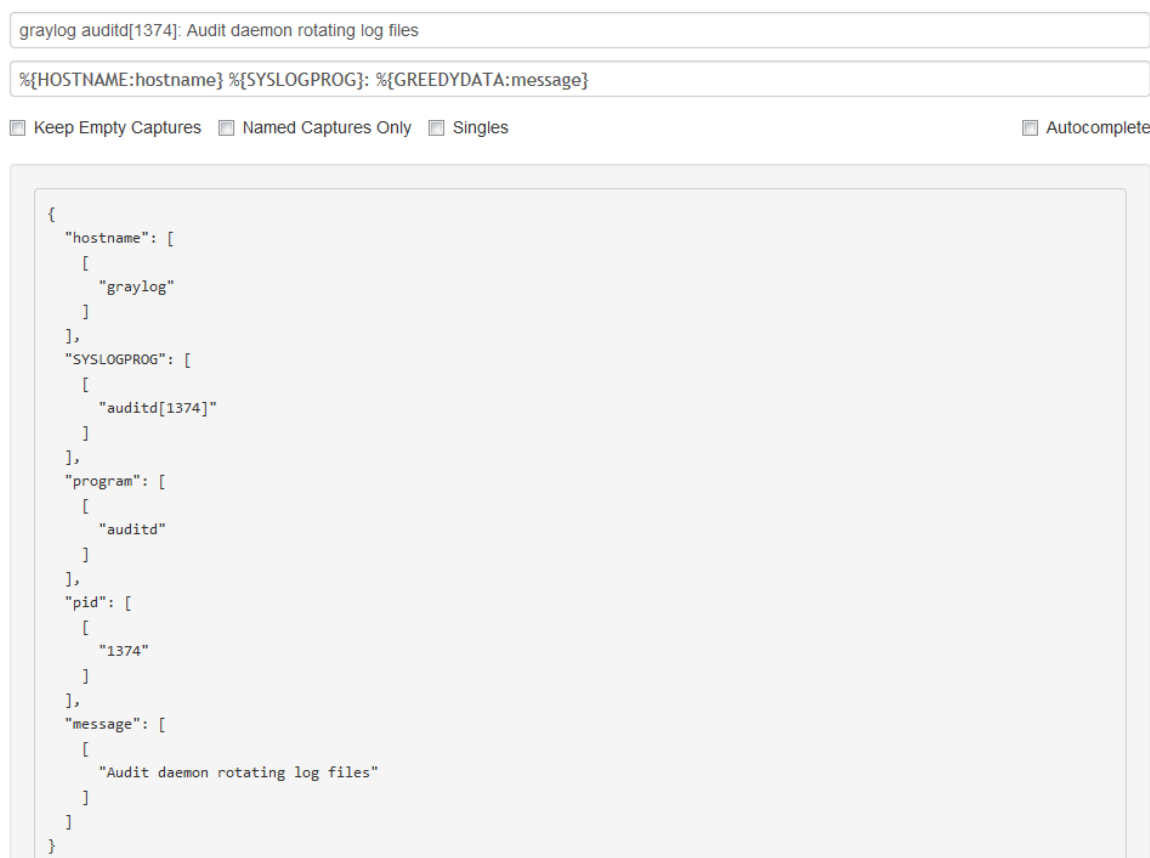 graylog auditd[1374]: Audit daemon rotating log files
%{HOSTNAME:hostname} %{SYSLOGPROG}: %{GREEDYDATA:message}
Keep Empty Captures Named Captures Only Singles Autocomplete
{
  "hostname": [
    [
      "graylog"
    ]
  ],
  "SYSLOGPROG": [
    [
      "auditd[1374]"
    ]
  ],
  "program": [
    [
      "auditd"
    ]
  ],
  "pid": [
    [
      "1374"
    ]
  ],
  "message": [
    [
      "Audit daemon rotating log files"
    ]
  ]
}